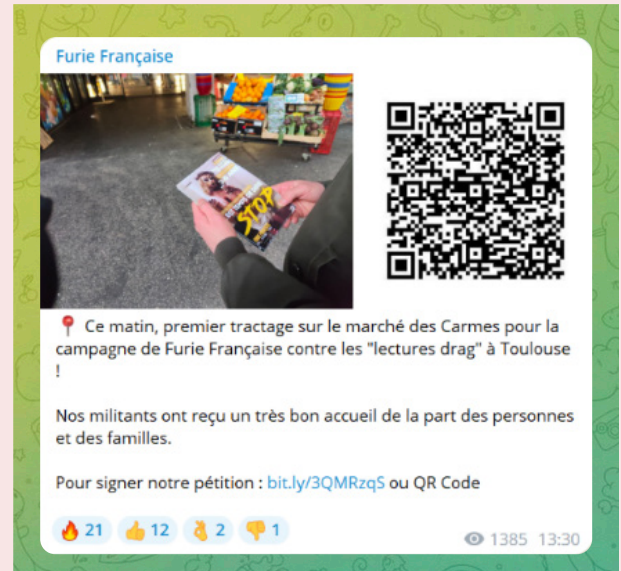 Furie Française
STOP
📍 Ce matin, premier tractage sur le marché des Carmes pour la
campagne de Furie Française contre les "lectures drag" à Toulouse
!
Nos militants ont reçu un très bon accueil de la part des personnes
et des familles.
Pour signer notre pétition : bit.ly/3QMRzqS ou QR Code
🔥 21 👍 12 👌 2 👎 1
1385 13:30